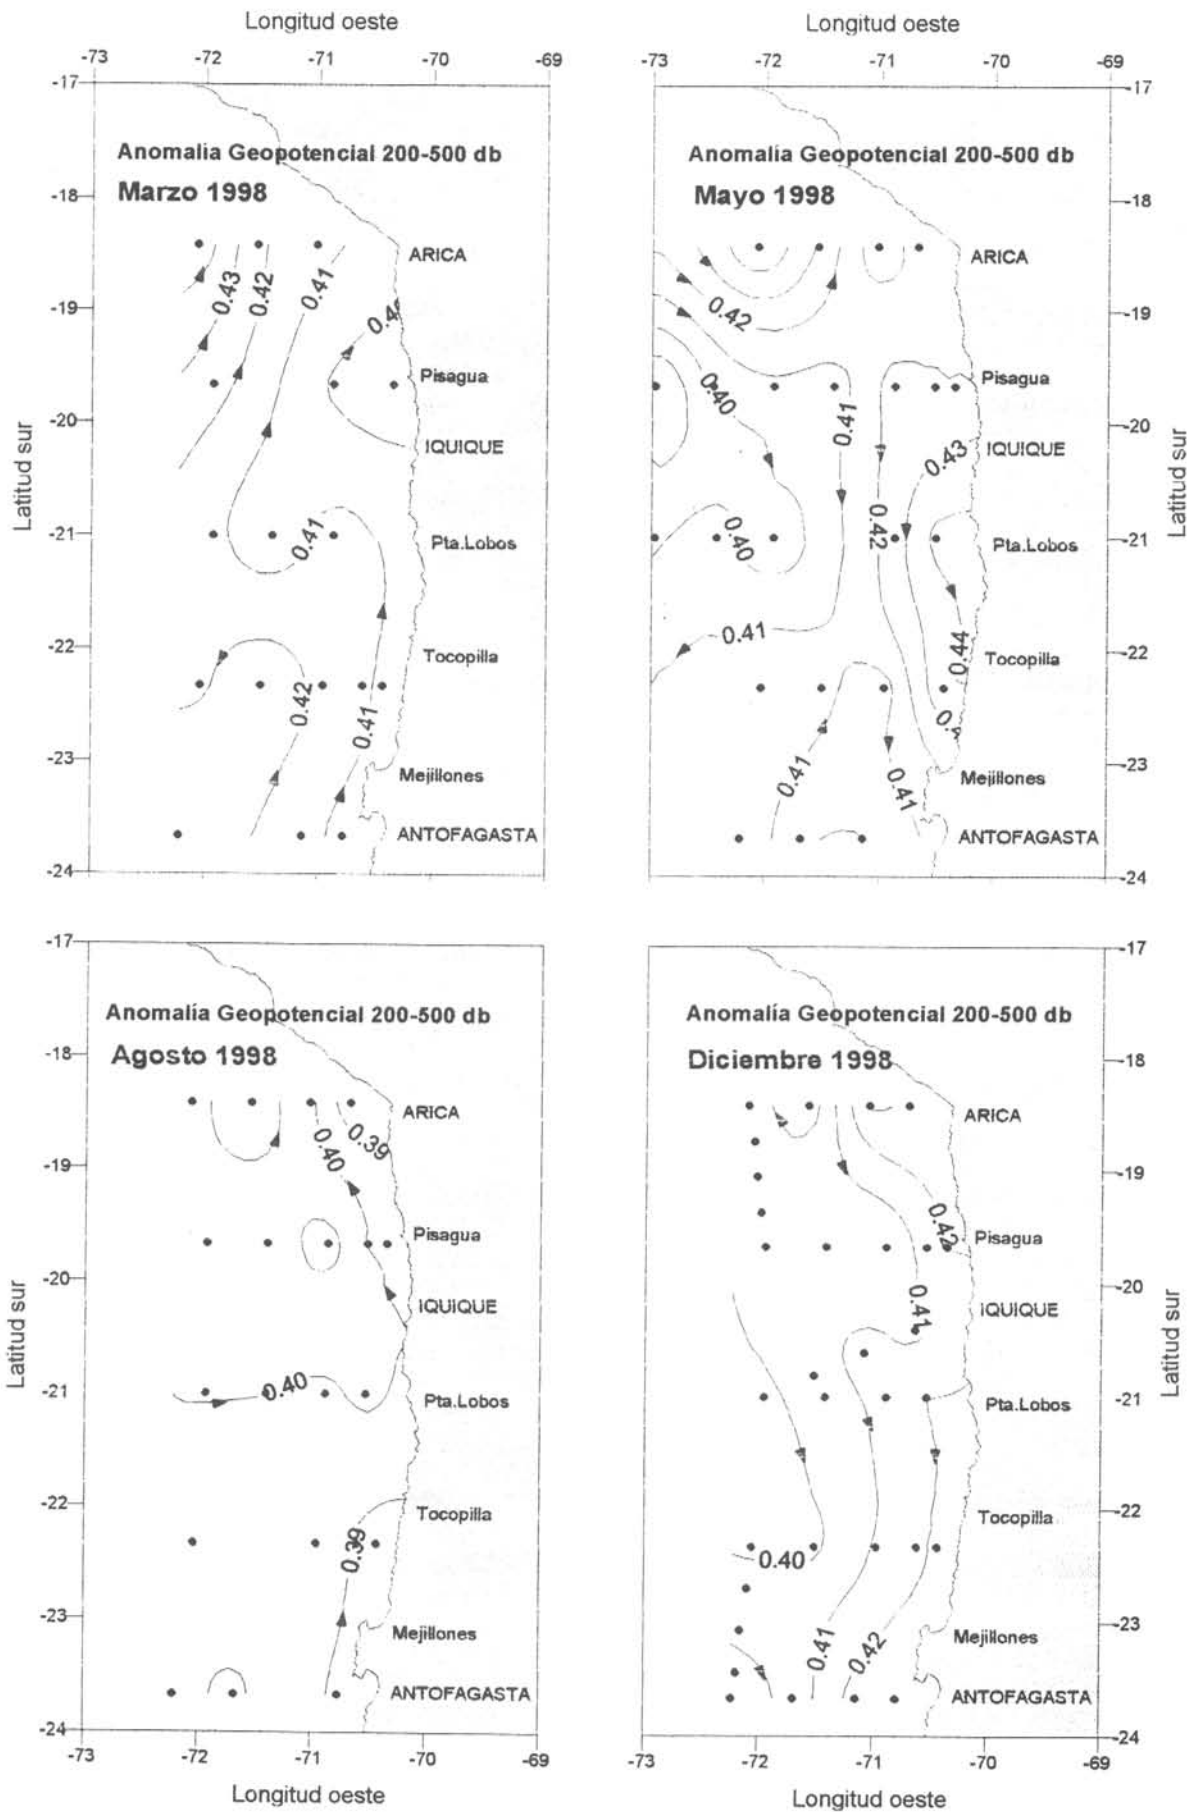 Longitud oeste
-73 -72 -71 -70 -69
-17
-18
-19
-20
-21
-22
-23
-24
Latitud sur
Anomalia Geopotencial 200-500 db
Marzo 1998
ARICA
Pisagua
IQUIQUE
Pta.Lobos
Tocopilla
Mejillones
ANTOFAGASTA
0.43
0.42
0.41
0.41
0.42
0.41
Longitud oeste
-73 -72 -71 -70 -69
-17
-18
-19
-20
-21
-22
-23
-24
Latitud sur
Anomalia Geopotencial 200-500 db
Mayo 1998
ARICA
Pisagua
IQUIQUE
Pta.Lobos
Tocopilla
Mejillones
ANTOFAGASTA
0.42
0.40
0.41
0.43
0.42
0.40
0.41
0.44
0.41
0.41
-17
-18
-19
-20
-21
-22
-23
-24
Latitud sur
Anomalía Geopotencial 200-500 db
Agosto 1998
ARICA
Pisagua
IQUIQUE
Pta.Lobos
Tocopilla
Mejillones
ANTOFAGASTA
0.40
0.39
0.40
0.39
-73 -72 -71 -70 -69
Longitud oeste
-17
-18
-19
-20
-21
-22
-23
-24
Latitud sur
Anomalía Geopotencial 200-500 db
Diciembre 1998
ARICA
Pisagua
IQUIQUE
Pta.Lobos
Tocopilla
Mejillones
ANTOFAGASTA
0.42
0.41
0.40
0.41
0.42
-73 -72 -71 -70 -69
Longitud oeste